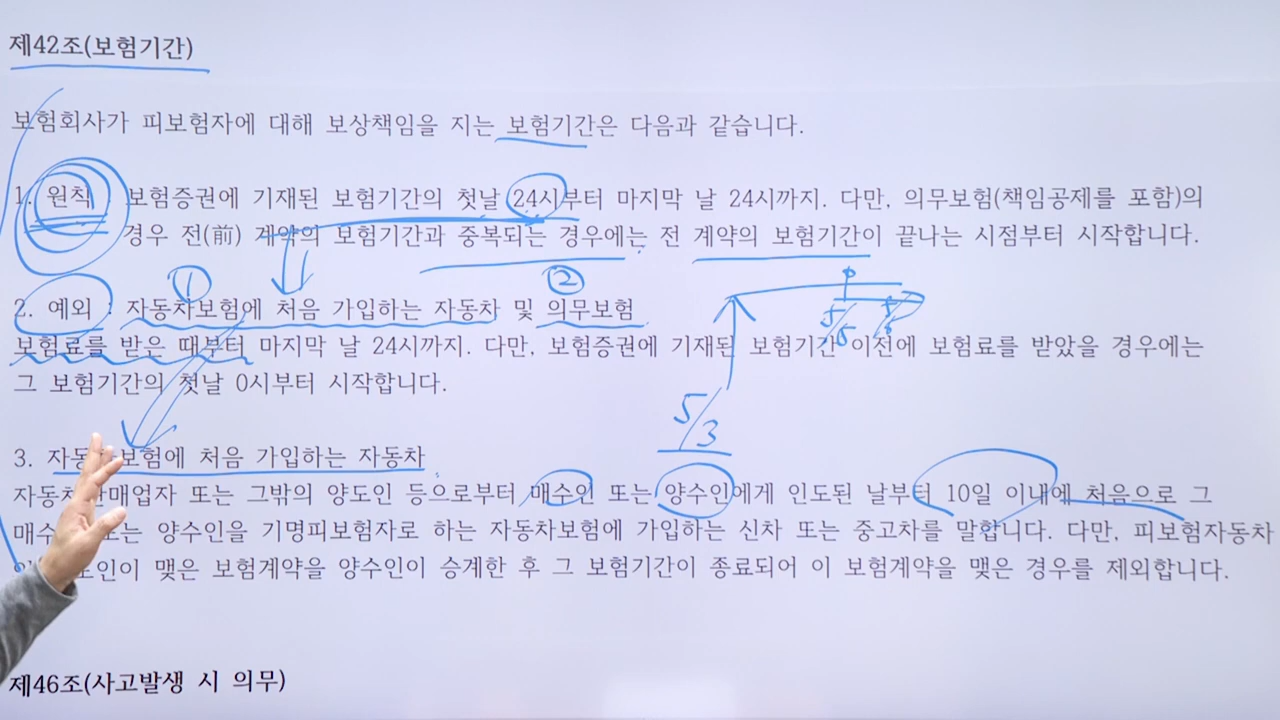 제42조(보험기간)
보험회사가 피보험자에 대해 보상책임을 지는 보험기간은 다음과 같습니다.
1. 원칙 보험증권에 기재된 보험기간의 첫날 24시부터 마지막 날 24시까지. 다만, 의무보험(책임공제를 포함)의
경우 전(前) 계약의 보험기간과 중복되는 경우에는 전 계약의 보험기간이 끝나는 시점부터 시작합니다.
① ②
2. 예외 : 자동차보험에 처음 가입하는 자동차 및 의무보험
보험료를 받은 때부터 마지막 날 24시까지. 다만, 보험증권에 기재된 보험기간 이전에 보험료를 받았을 경우에는
그 보험기간의 첫날 0시부터 시작합니다.
5/3
3. 자동차보험에 처음 가입하는 자동차
자동차판매업자 또는 그밖의 양도인 등으로부터 매수인 또는 양수인에게 인도된 날부터 10일 이내에 처음으로 그
매수 또는 양수인을 기명피보험자로 하는 자동차보험에 가입하는 신차 또는 중고차를 말합니다. 다만, 피보험자동차
맺은 보험계약을 양수인이 승계한 후 그 보험기간이 종료되어 이 보험계약을 맺은 경우를 제외합니다.
제46조(사고발생 시 의무)